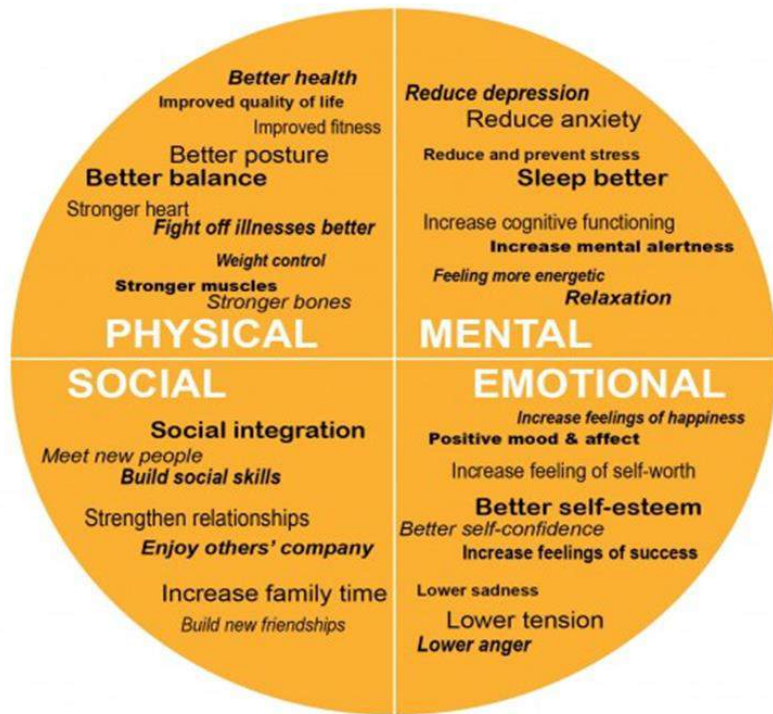 Better health
Improved quality of life
Improved fitness
Better posture
Better balance
Stronger heart
Fight off illnesses better
Weight control
Stronger muscles
Stronger bones
PHYSICAL
Reduce depression
Reduce anxiety
Reduce and prevent stress
Sleep better
Increase cognitive functioning
Increase mental alertness
Feeling more energetic
Relaxation
MENTAL
SOCIAL
Social integration
Meet new people
Build social skills
Strengthen relationships
Enjoy others’ company
Increase family time
Build new friendships
EMOTIONAL
Increase feelings of happiness
Positive mood & affect
Increase feeling of self-worth
Better self-esteem
Better self-confidence
Increase feelings of success
Lower sadness
Lower tension
Lower anger